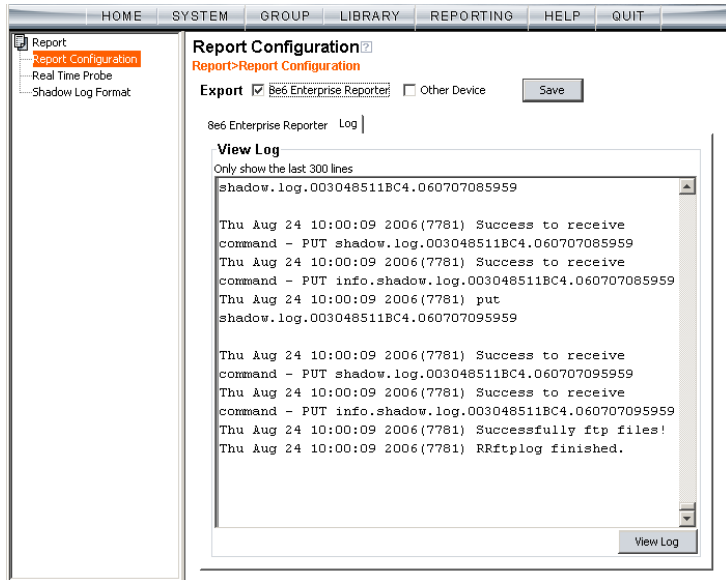 HOME SYSTEM GROUP LIBRARY REPORTING HELP QUIT
Report
Report Configuration
Real Time Probe
Shadow Log Format
Report Configuration?
Report>Report Configuration
Export 8e6 Enterprise Reporter Other Device Save
8e6 Enterprise Reporter Log
View Log
Only show the last 300 lines
shadow.log.003048511BC4.060707085959
Thu Aug 24 10:00:09 2006(7781) Success to receive
command - PUT shadow.log.003048511BC4.060707085959
Thu Aug 24 10:00:09 2006(7781) Success to receive
command - PUT info.shadow.log.003048511BC4.060707085959
Thu Aug 24 10:00:09 2006(7781) put
shadow.log.003048511BC4.060707095959
Thu Aug 24 10:00:09 2006(7781) Success to receive
command - PUT shadow.log.003048511BC4.060707095959
Thu Aug 24 10:00:09 2006(7781) Success to receive
command - PUT info.shadow.log.003048511BC4.060707095959
Thu Aug 24 10:00:09 2006(7781) Successfully ftp files!
Thu Aug 24 10:00:09 2006(7781) RRftplog finished.
View Log